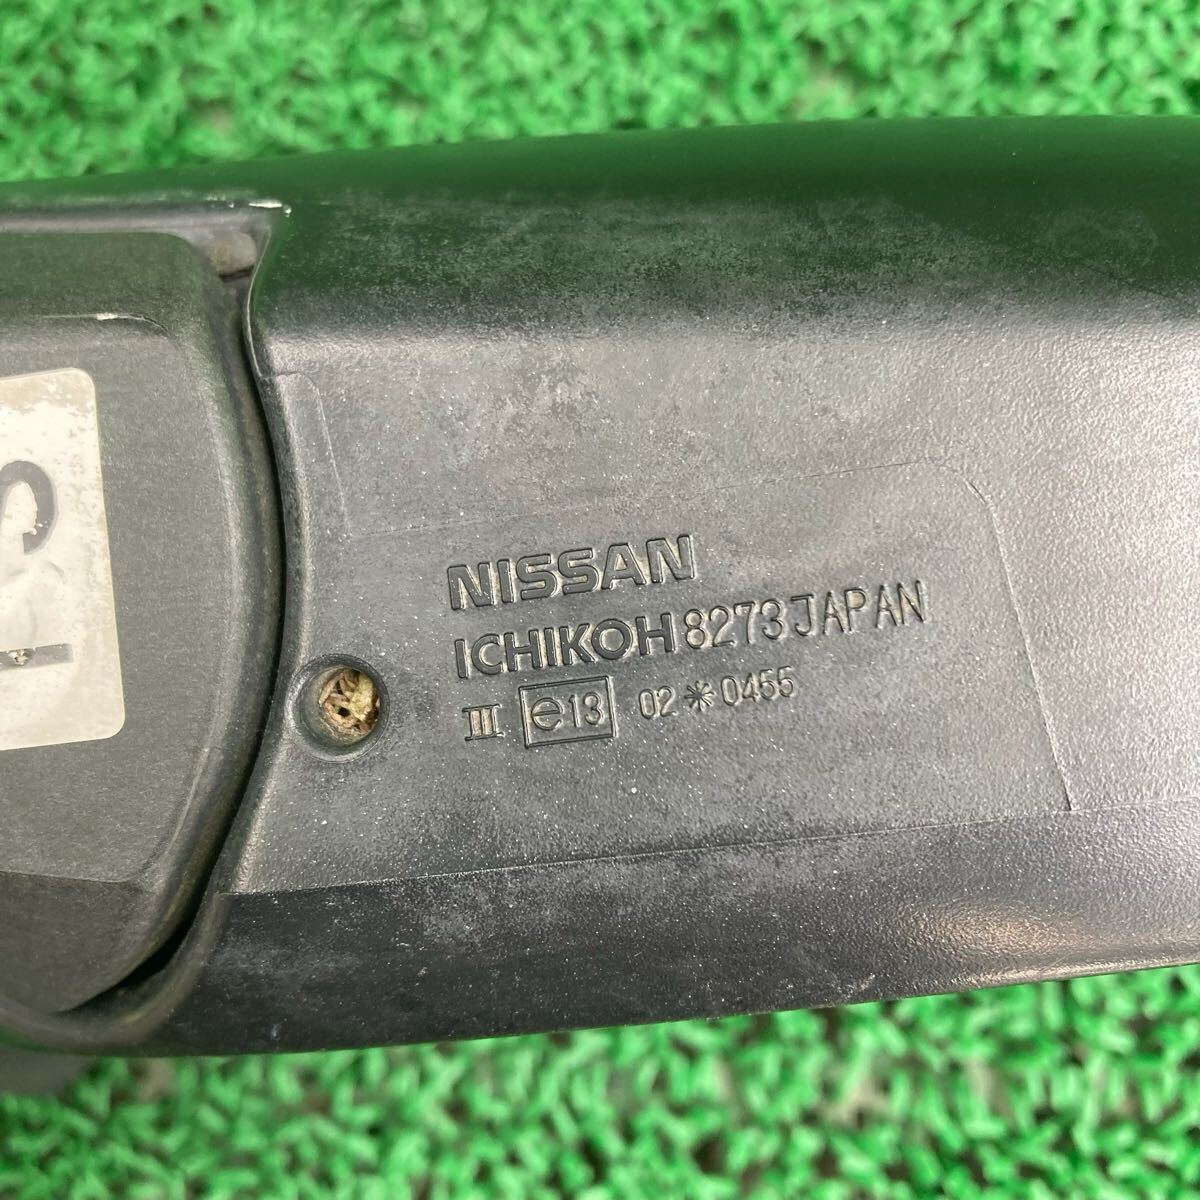 NISSAN
ICHIKOH 8273 JAPAN
III e13 02*0455